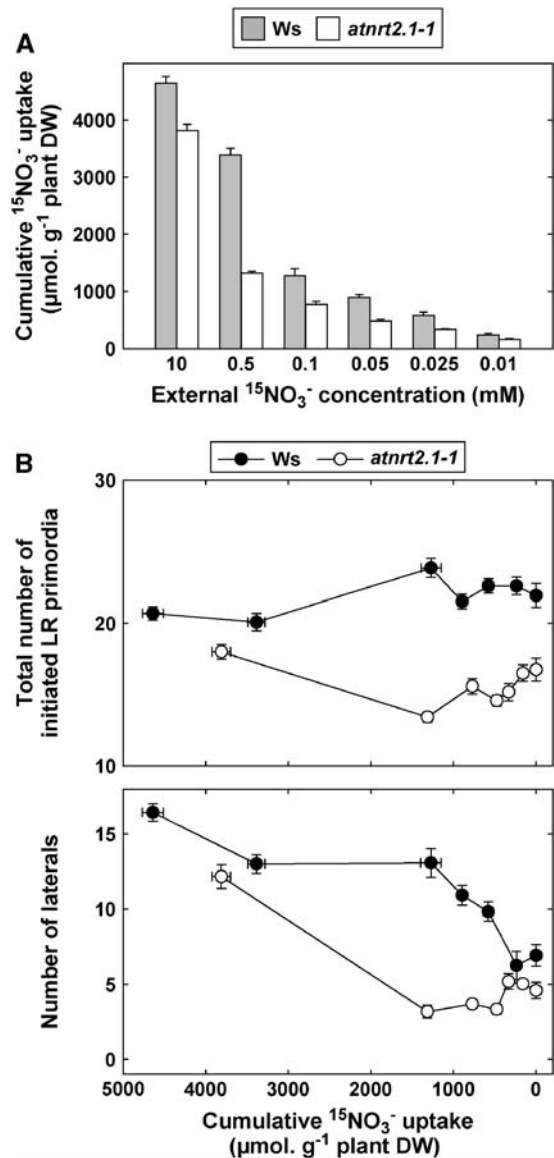 A
Ws atnrt2.1-1
Cumulative ¹⁵NO₃⁻ uptake
(µmol. g⁻¹ plant DW)
4000
3000
2000
1000
0
10 0.5 0.1 0.05 0.025 0.01
External ¹⁵NO₃⁻ concentration (mM)
B
Ws atnrt2.1-1
Total number of
initiated LR primordia
30
20
10
Number of laterals
15
10
5
0
5000 4000 3000 2000 1000 0
Cumulative ¹⁵NO₃⁻ uptake
(µmol. g⁻¹ plant DW)